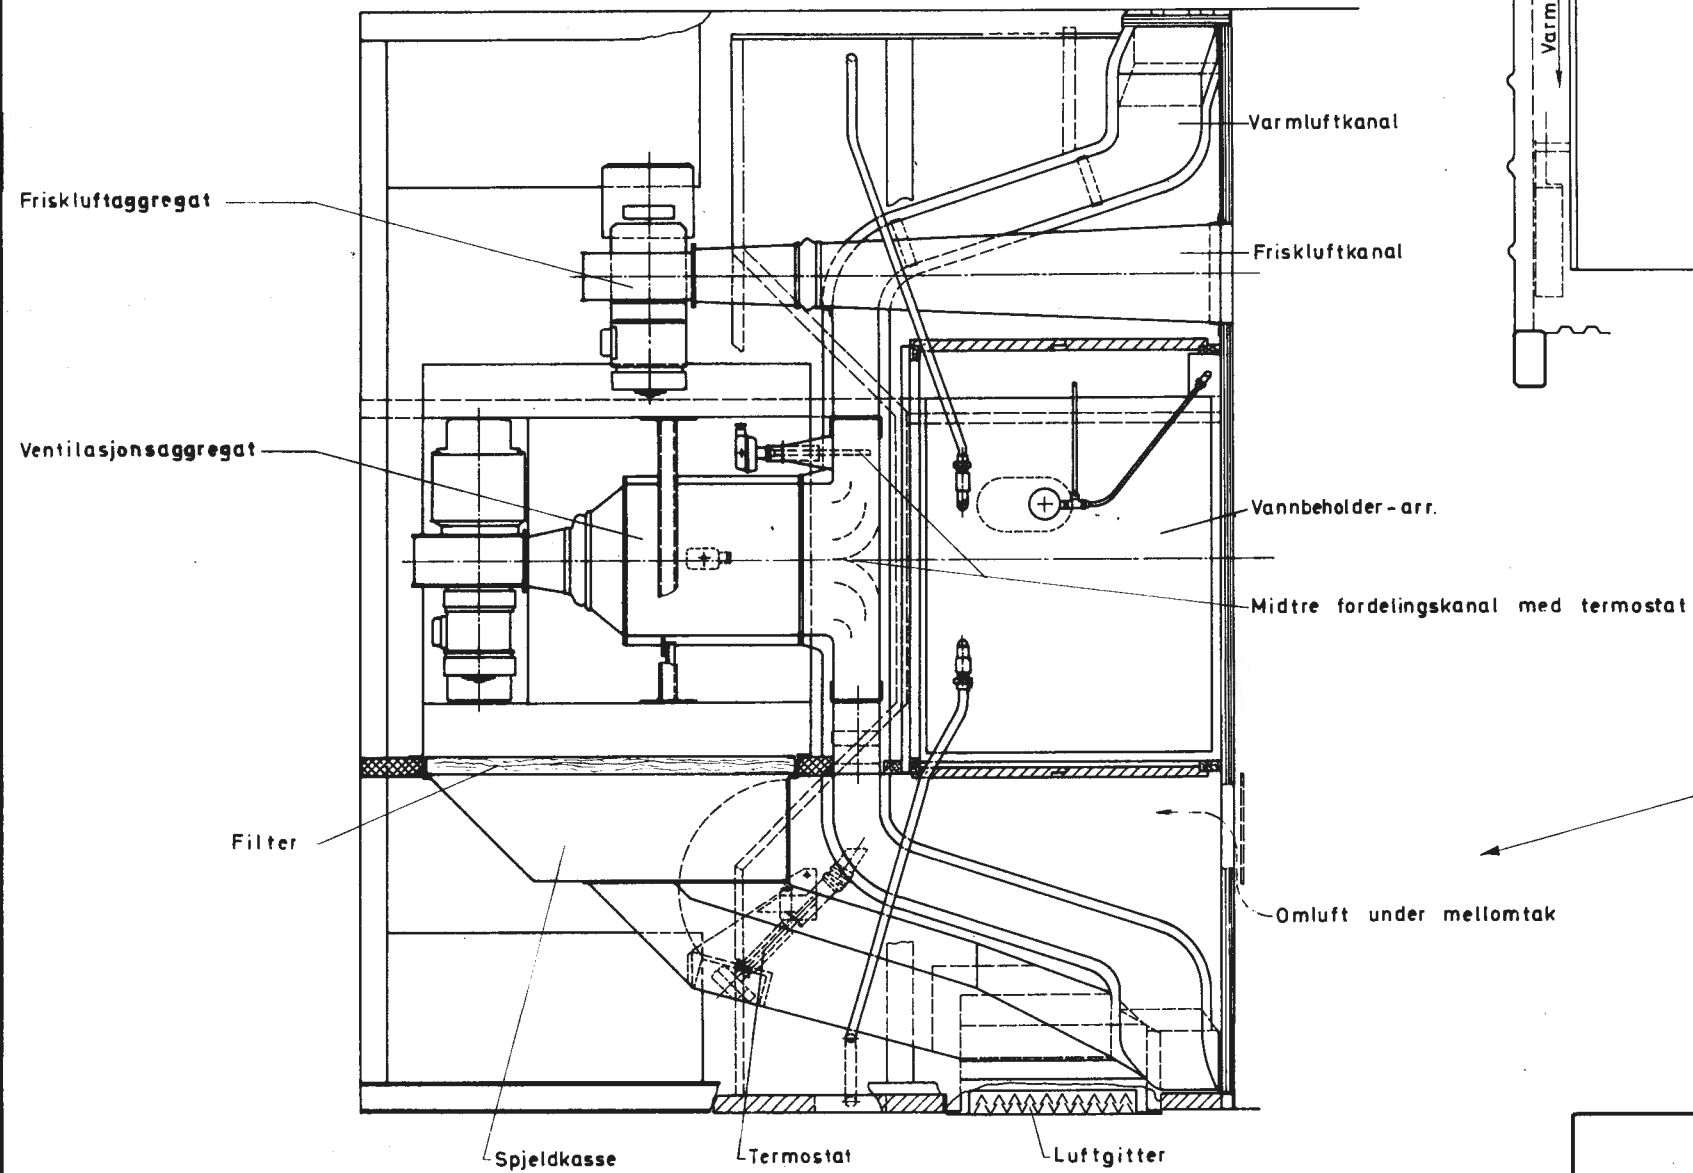 Varm
Varmluftkanal
Friskluftaggregat
Friskluftkanal
Ventilasjonsaggregat
Vannbeholder-arr.
Midtre fordelingskanal med termostat
Filter
Omluft under mellomtak
Spjeldkasse
Termostat
Luftgitter